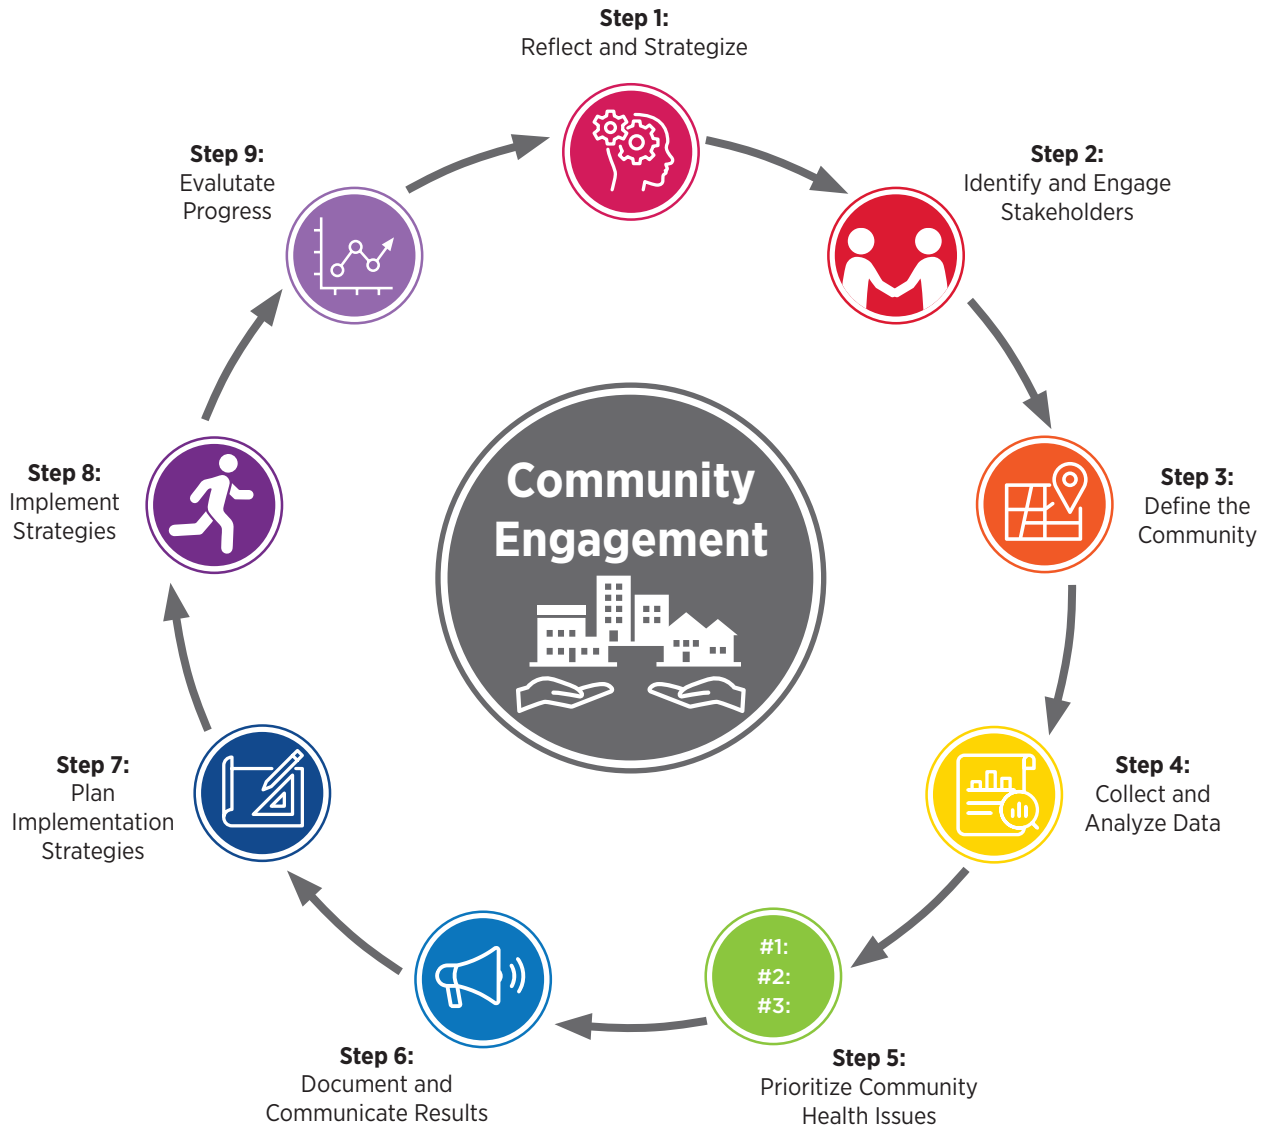 Step 1:
Reflect and Strategize
Step 2:
Identify and Engage
Stakeholders
Step 3:
Define the
Community
Step 4:
Collect and
Analyze Data
#1:
#2:
#3:
Step 5:
Prioritize Community
Health Issues
Step 6:
Document and
Communicate Results
Step 7:
Plan
Implementation
Strategies
Step 8:
Implement
Strategies
Step 9:
Evalutate
Progress
Community
Engagement